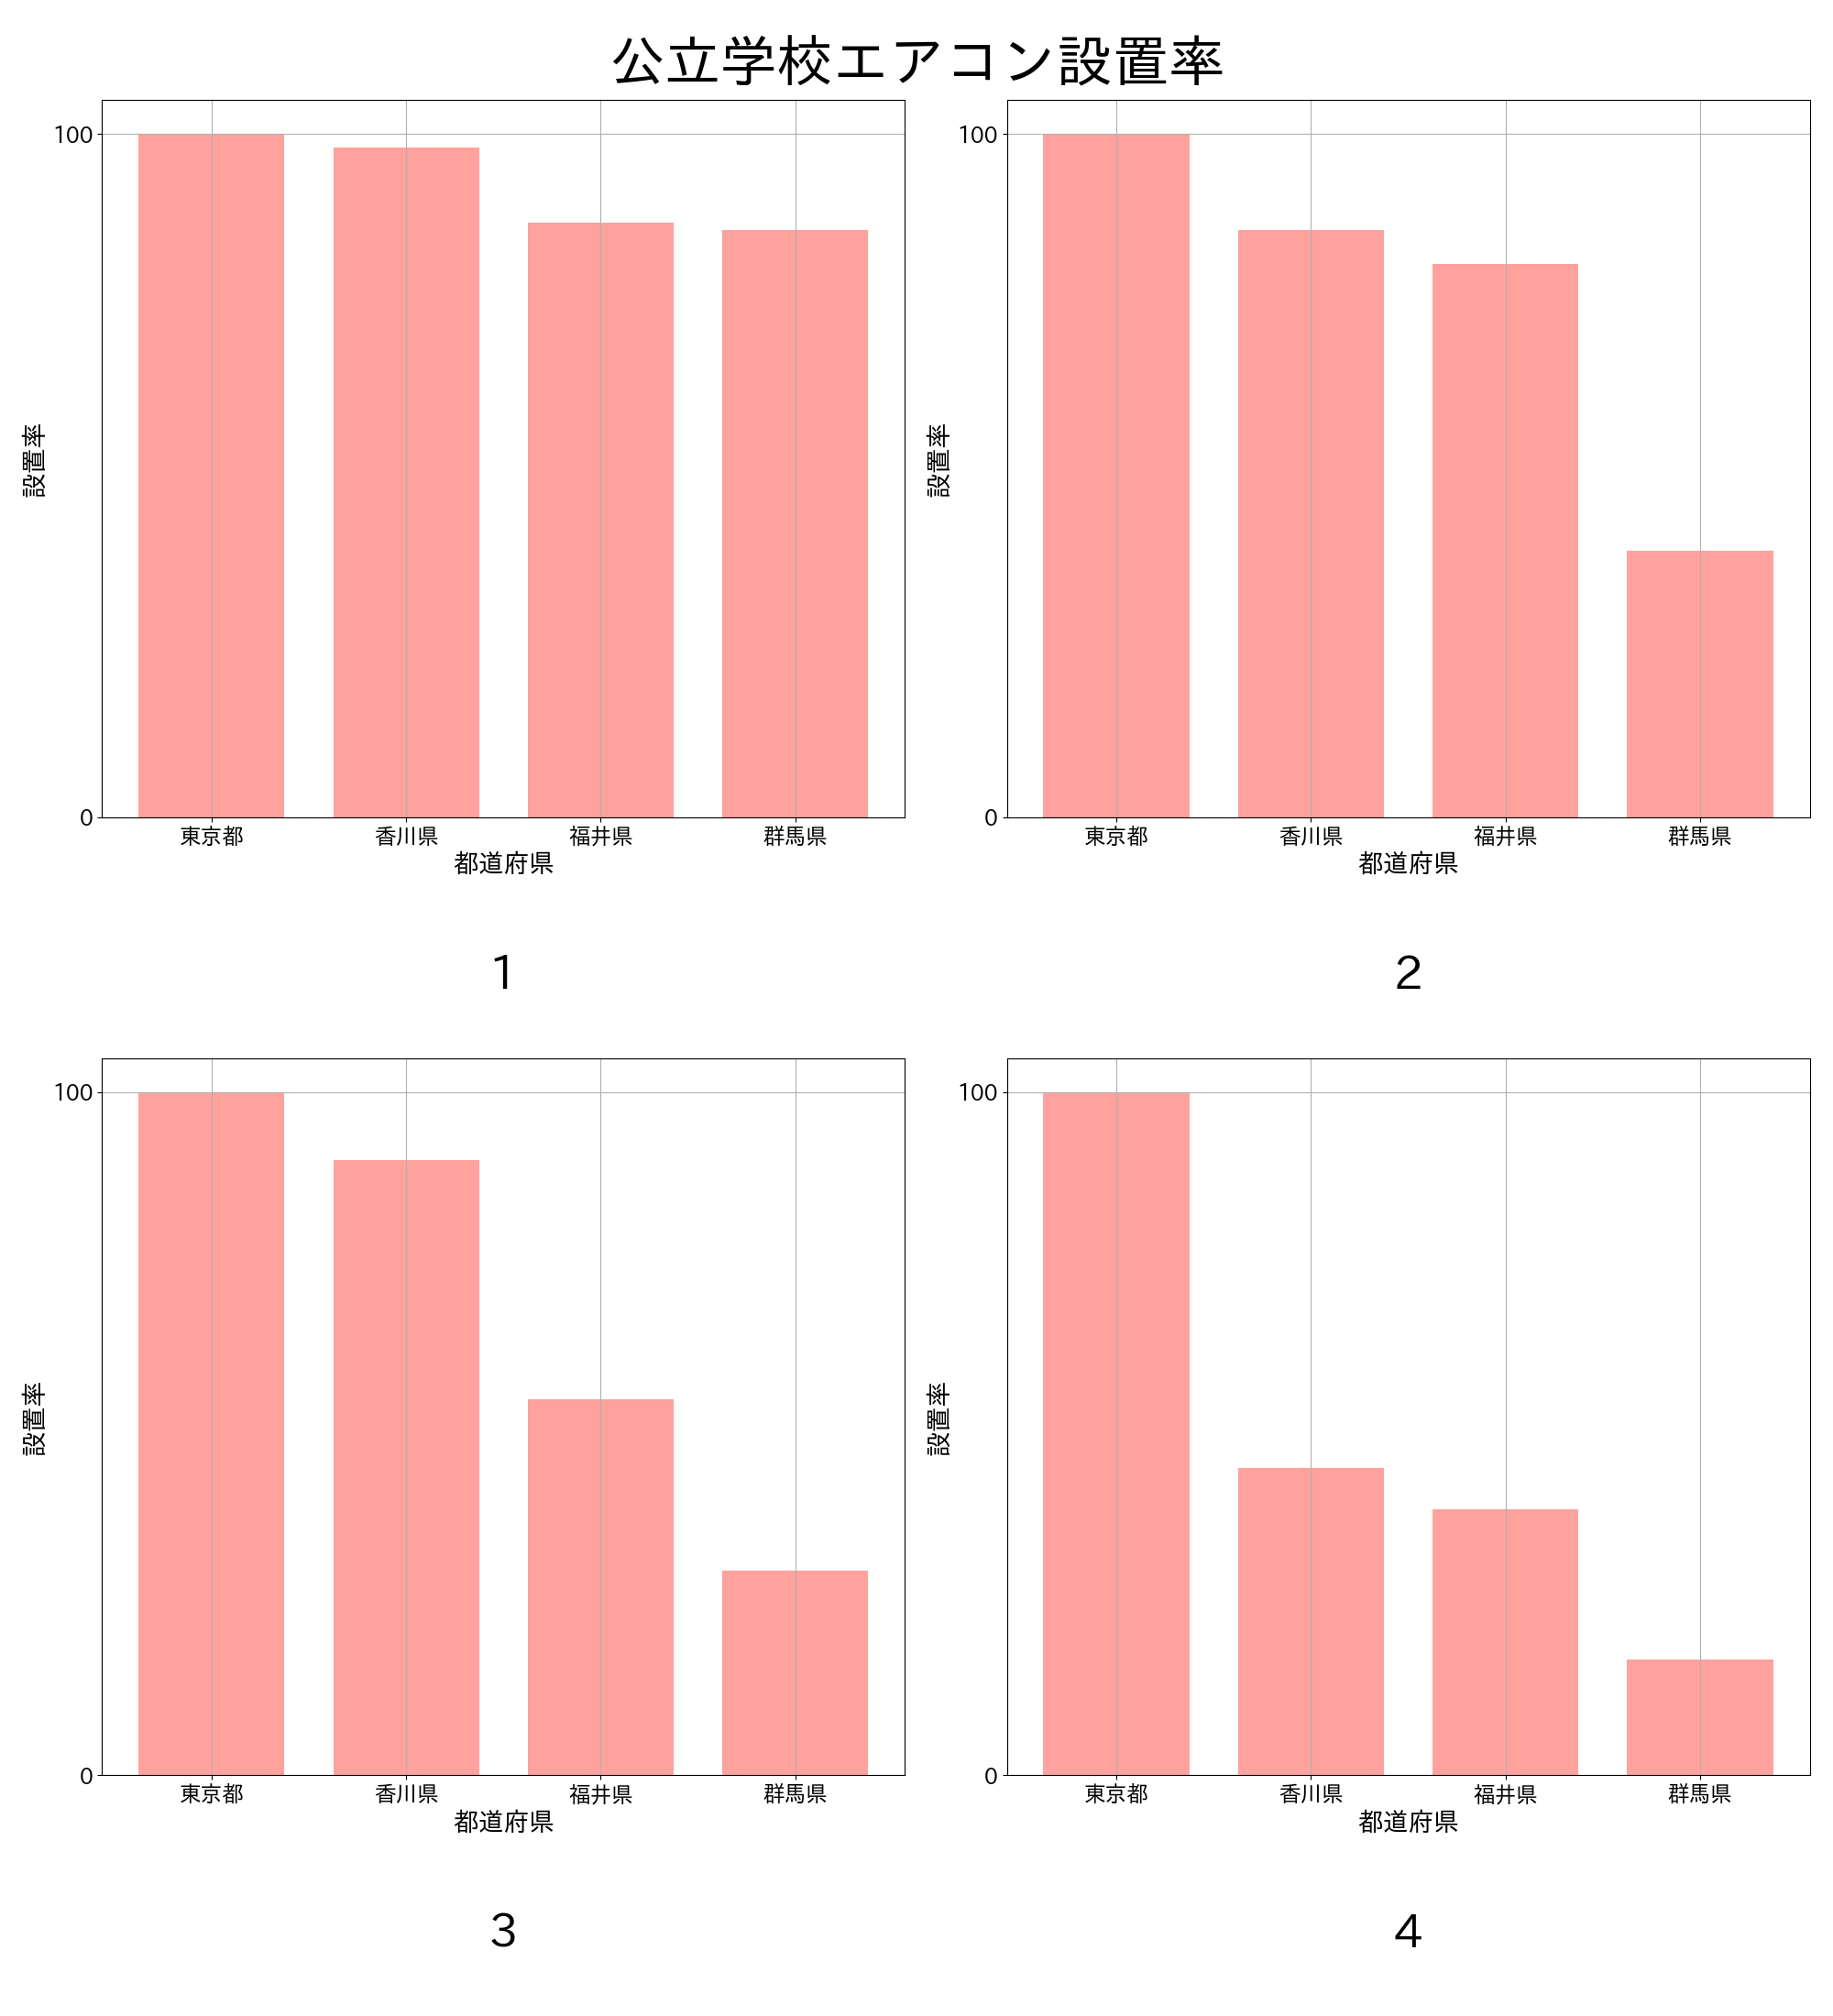 公立学校エアコン設置率
100
0
設置率
東京都 香川県 福井県 群馬県
都道府県
1
100
0
設置率
東京都 香川県 福井県 群馬県
都道府県
2
100
0
設置率
東京都 香川県 福井県 群馬県
都道府県
3
100
0
設置率
東京都 香川県 福井県 群馬県
都道府県
4